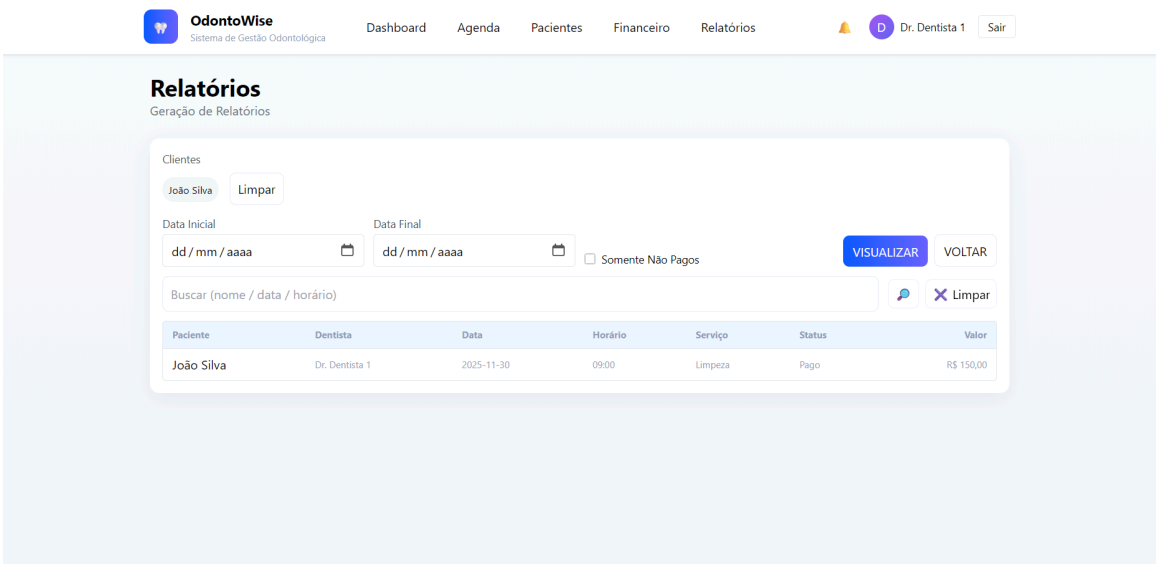 OdontoWise
Sistema de Gestão Odontológica
Dashboard Agenda Pacientes Financeiro Relatórios
D Dr. Dentista 1 Sair
Relatórios
Geração de Relatórios
Clientes
João Silva Limpar
Data Inicial Data Final
dd/mm/aaaa dd/mm/aaaa Somente Não Pagos VISUALIZAR VOLTAR
Buscar (nome / data / horário) Limpar
Paciente Dentista Data Horário Serviço Status Valor
João Silva Dr. Dentista 1 2025-11-30 09:00 Limpeza Pago R$ 150,00